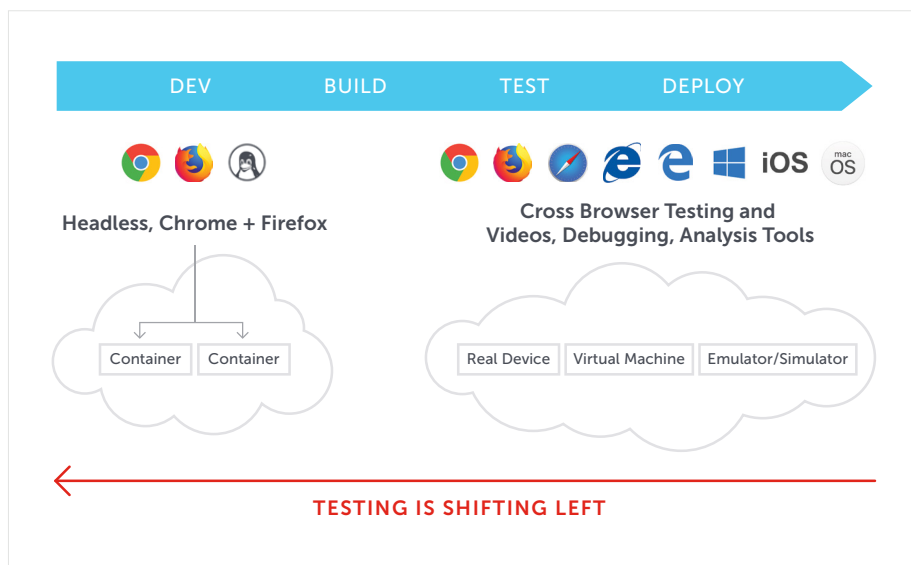 DEV BUILD TEST DEPLOY
iOS
mac
OS
Headless, Chrome + Firefox
Cross Browser Testing and
Videos, Debugging, Analysis Tools
Container Container
Real Device Virtual Machine Emulator/Simulator
TESTING IS SHIFTING LEFT